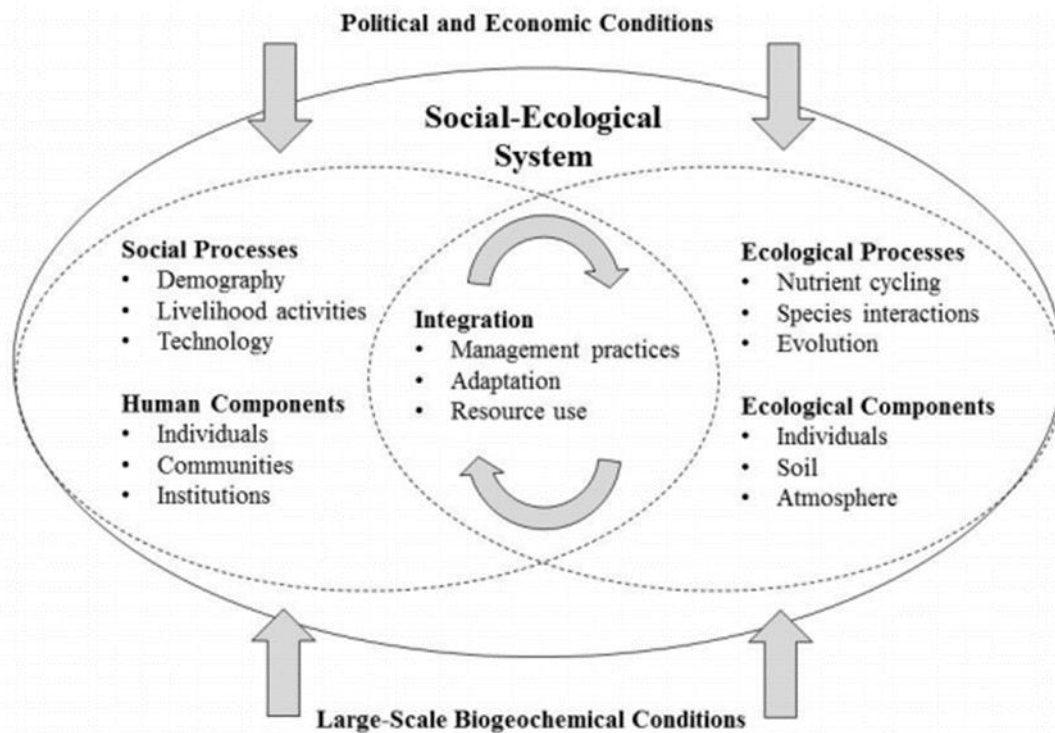 Political and Economic Conditions
Social-Ecological
System
Social Processes
• Demography
• Livelihood activities
• Technology
Human Components
• Individuals
• Communities
• Institutions
Integration
• Management practices
• Adaptation
• Resource use
Ecological Processes
• Nutrient cycling
• Species interactions
• Evolution
Ecological Components
• Individuals
• Soil
• Atmosphere
Large-Scale Biogeochemical Conditions